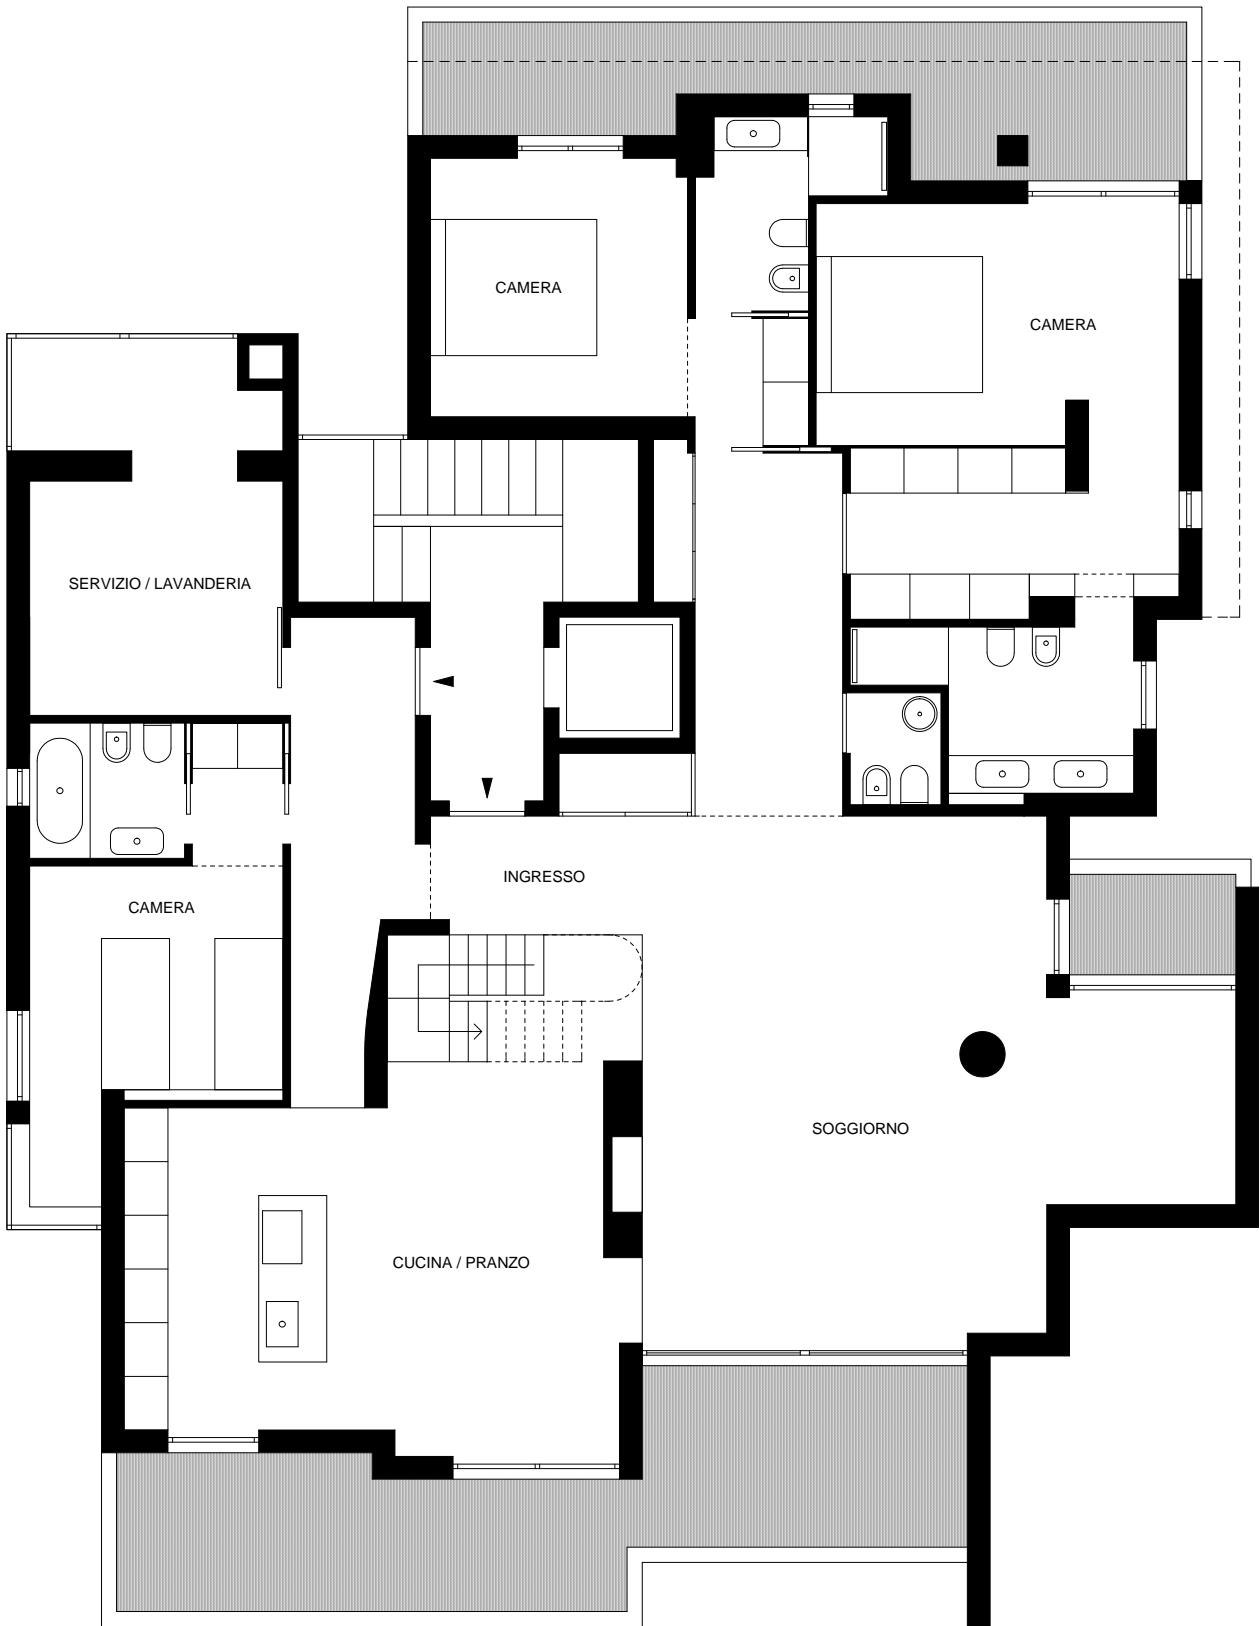 CAMERA
CAMERA
SERVIZIO / LAVANDERIA
INGRESSO
CAMERA
SOGGIORNO
CUCINA / PRANZO